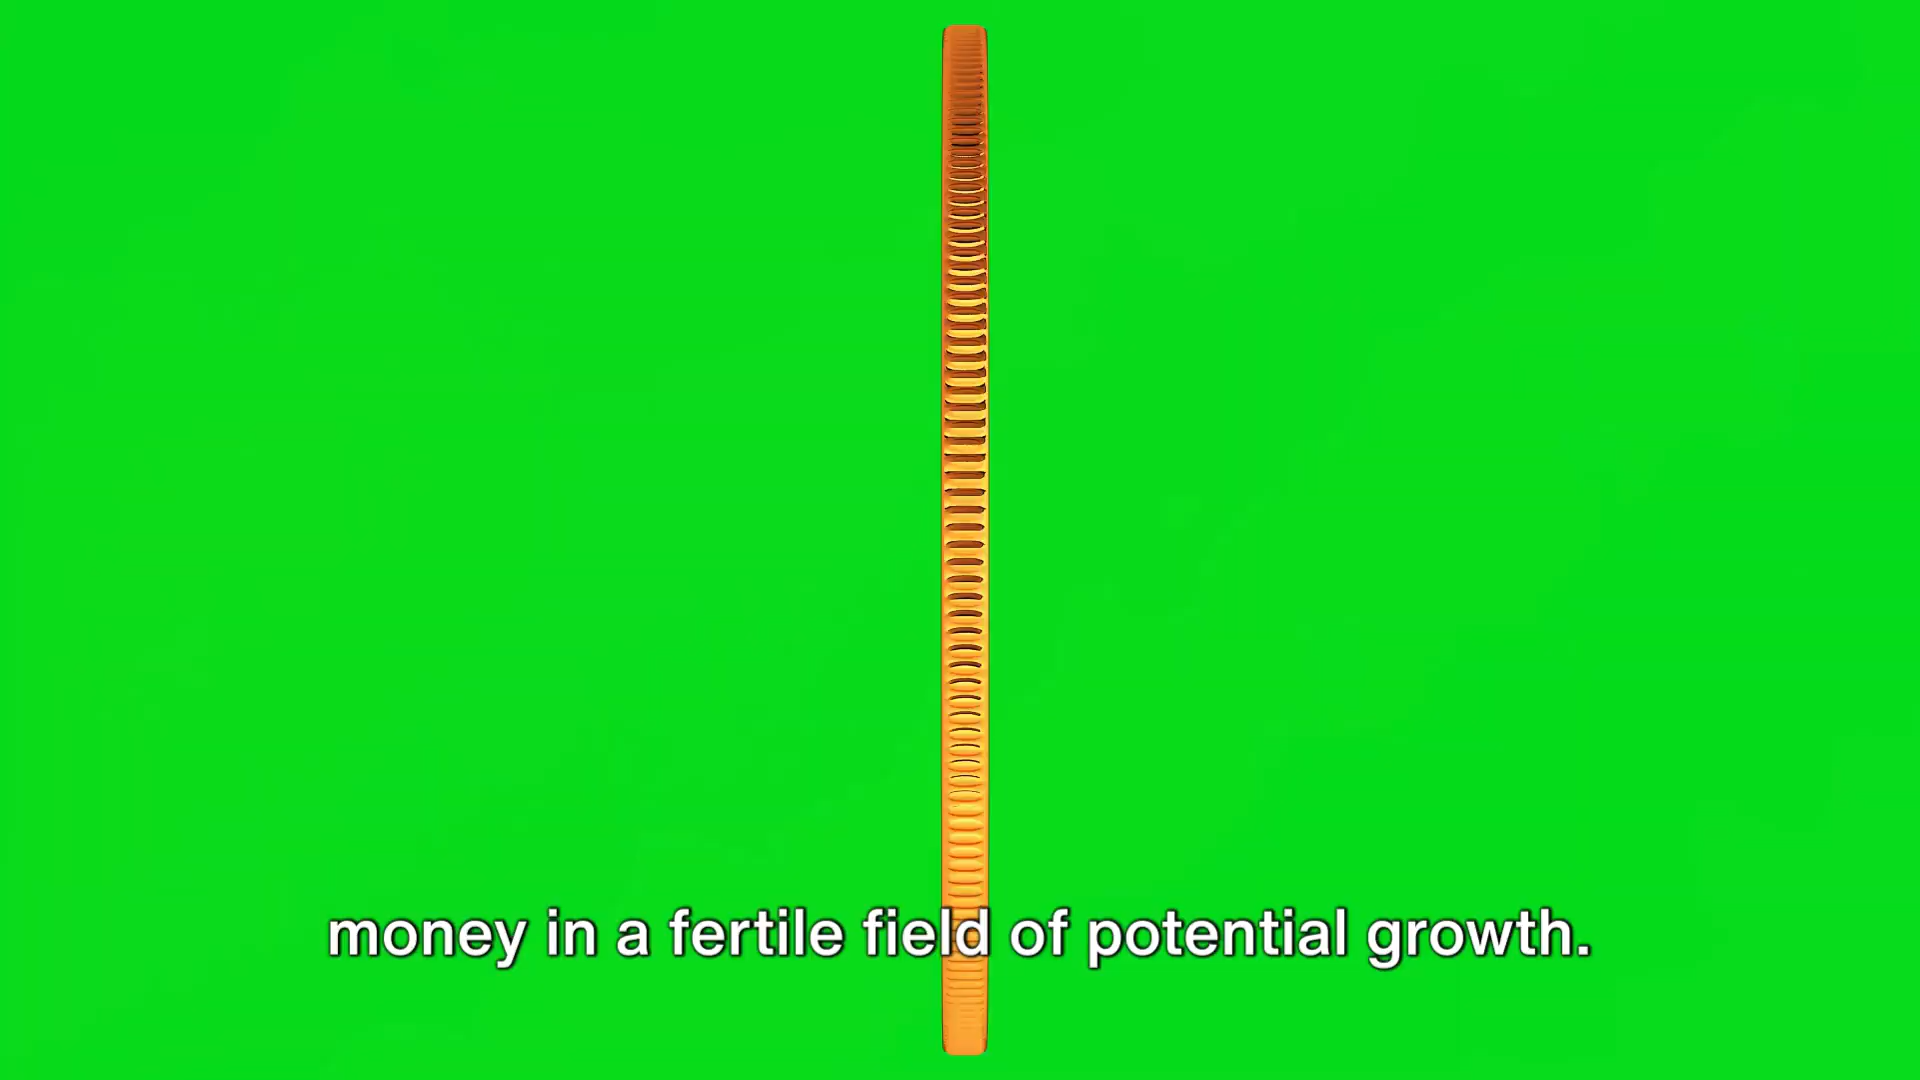 money in a fertile field of potential growth.